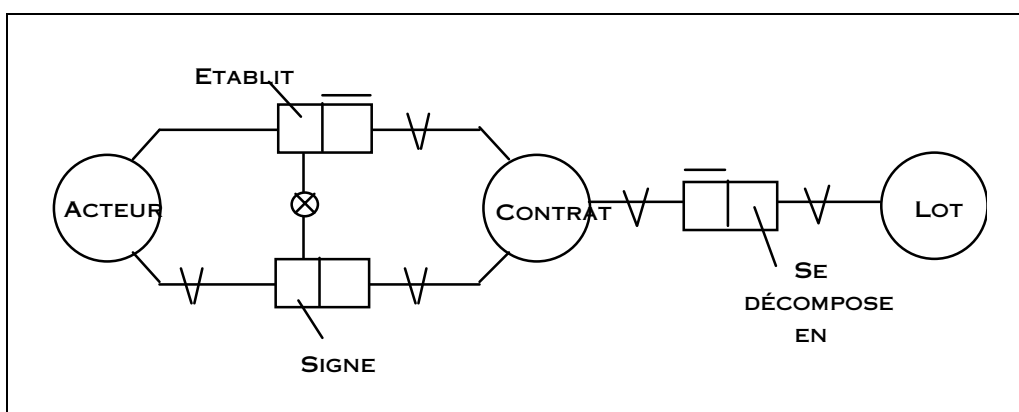 ETABLIT
ACTEUR
CONTRAT
LOT
SE
DÉCOMPOSE
EN
SIGNE